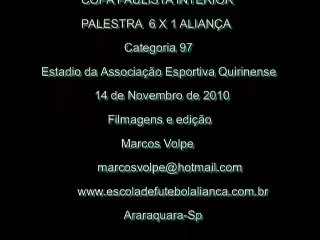 COPA PAULISTA INTERIOR
PALESTRA 6 X 1 ALIANÇA
Categoria 97
Estadio da Associação Esportiva Quirinense
14 de Novembro de 2010
Filmagens e edição
Marcos Volpe
marcosvolpe@hotmail.com
www.escoladefutebolalianca.com.br
Araraquara-Sp